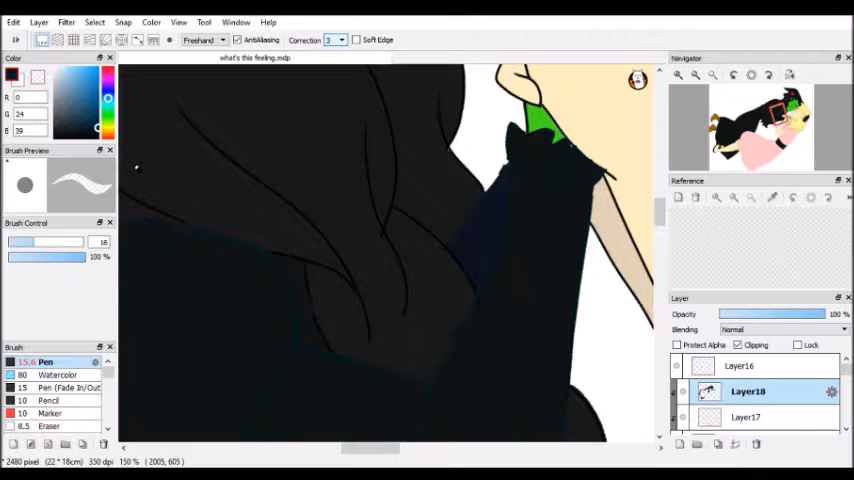 Edit Layer Filter Select Snap Color View Tool Window Help
Freehand AntiAliasing Correction 3 Soft Edge
Color what's this feeling.mdp Navigator
R 0
G 24
B 39
Brush Preview
Reference
Brush Control
16
100 %
Layer
Opacity 100 %
Blending Normal
Protect Alpha Clipping Lock
Brush
15.6 Pen
80 Watercolor
15 Pen (Fade In/Out
10 Pencil
10 Marker
8.5 Eraser
Layer16
Layer18
Layer17
* 2480 pixel (22 * 18cm) 350 dpi 150 % ( 2005, 605 )